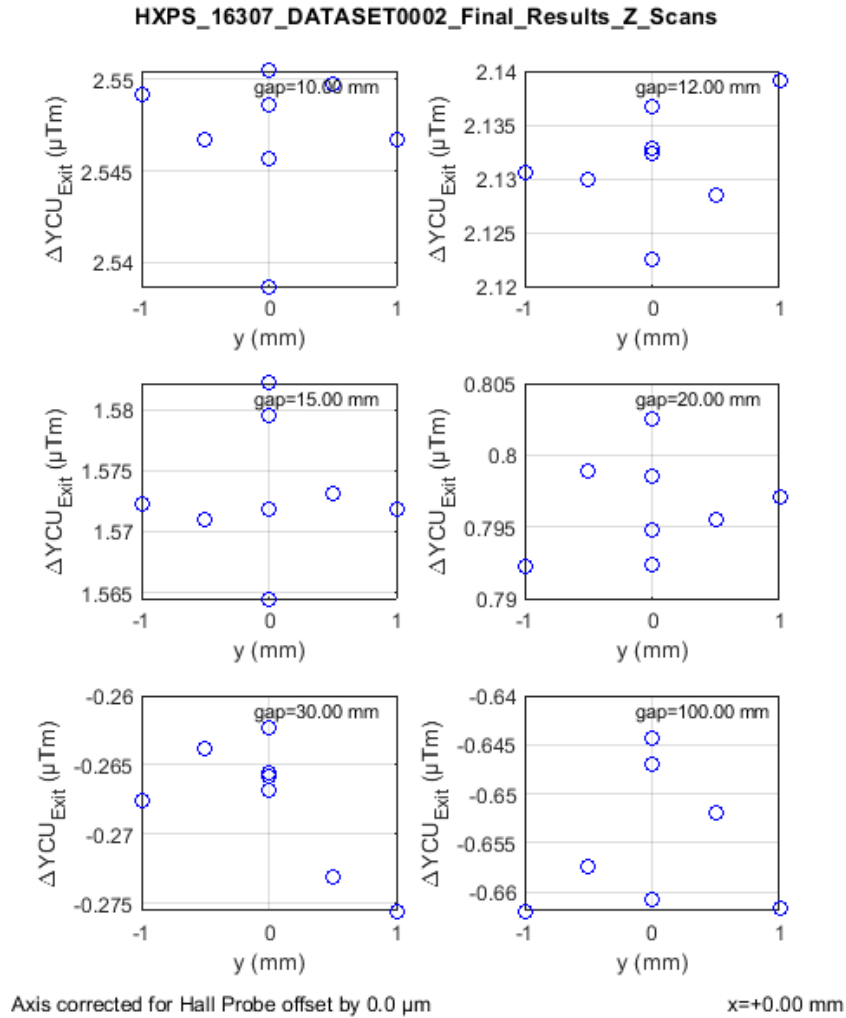 HXPS_16307_DATASET0002_Final_Results_Z_Scans
gap=10.00 mm
2.55
2.545
2.54
ΔYCU_Exit (µTm)
-1 0 1
y (mm)
gap=12.00 mm
2.14
2.135
2.13
2.125
2.12
ΔYCU_Exit (µTm)
-1 0 1
y (mm)
gap=15.00 mm
1.58
1.575
1.57
1.565
ΔYCU_Exit (µTm)
-1 0 1
y (mm)
gap=20.00 mm
0.805
0.8
0.795
0.79
ΔYCU_Exit (µTm)
-1 0 1
y (mm)
gap=30.00 mm
-0.26
-0.265
-0.27
-0.275
ΔYCU_Exit (µTm)
-1 0 1
y (mm)
gap=100.00 mm
-0.64
-0.645
-0.65
-0.655
-0.66
ΔYCU_Exit (µTm)
-1 0 1
y (mm)
Axis corrected for Hall Probe offset by 0.0 µm
x=+0.00 mm